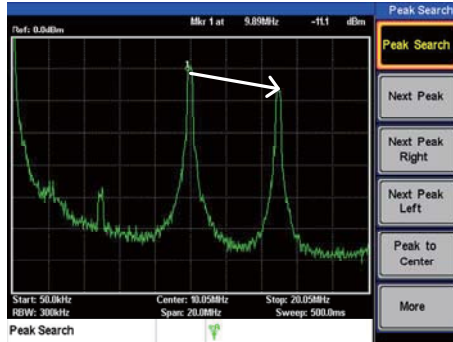 Peak Search
Mkr 1 at 9.89MHz -11.1 dBm
Ref: 0.0dBm
Peak Search
1
Next Peak
Next Peak
Right
Next Peak
Left
Peak to
Center
More
Start: 50.0kHz Center: 10.05MHz Stop: 20.05MHz
RBW: 300kHz Span: 20.0MHz Sweep: 500.0ms
Peak Search